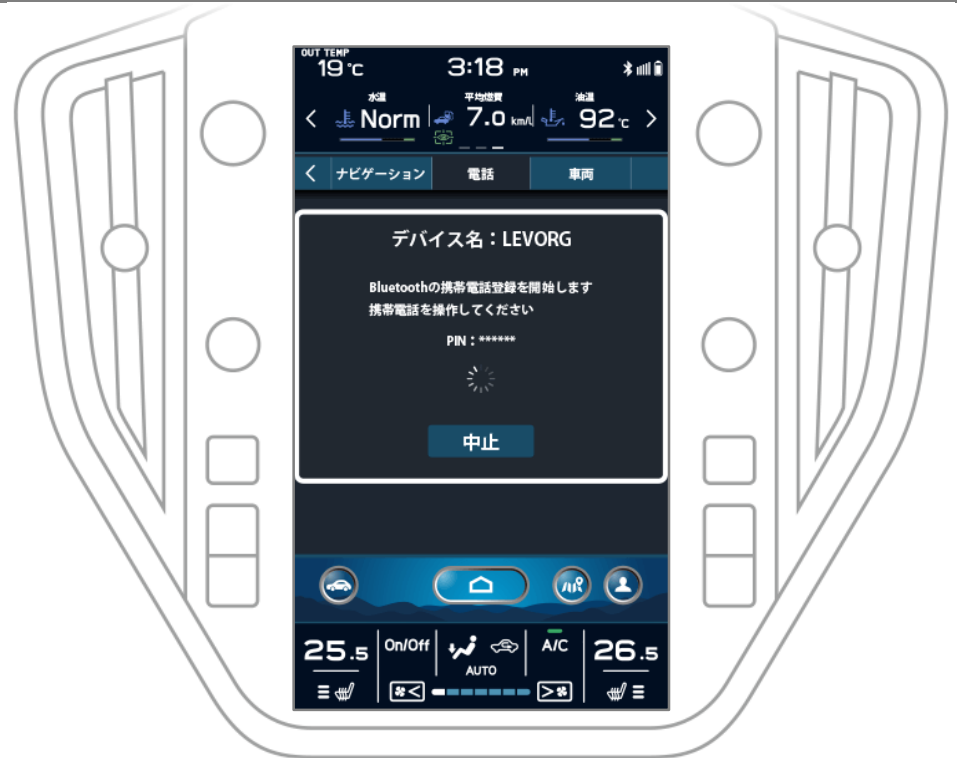 OUT TEMP
19℃
3:18 PM
水温
平均燃費
油温
Norm
7.0 km/L
92℃
ナビゲーション
電話
車両
デバイス名：LEVORG
Bluetoothの携帯電話登録を開始します
携帯電話を操作してください
PIN：******
中止
25.5
On/Off
AUTO
A/C
26.5